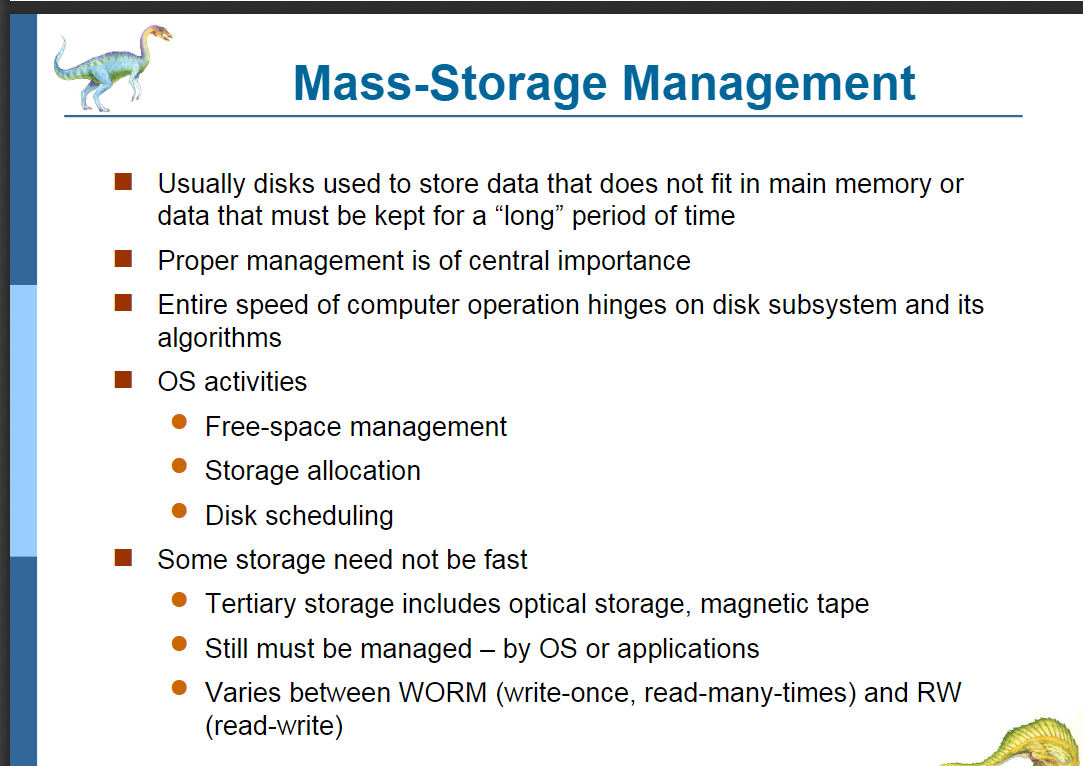 Mass-Storage Management
Usually disks used to store data that does not fit in main memory or
data that must be kept for a “long” period of time
Proper management is of central importance
Entire speed of computer operation hinges on disk subsystem and its
algorithms
OS activities
Free-space management
Storage allocation
Disk scheduling
Some storage need not be fast
Tertiary storage includes optical storage, magnetic tape
Still must be managed – by OS or applications
Varies between WORM (write-once, read-many-times) and RW
(read-write)